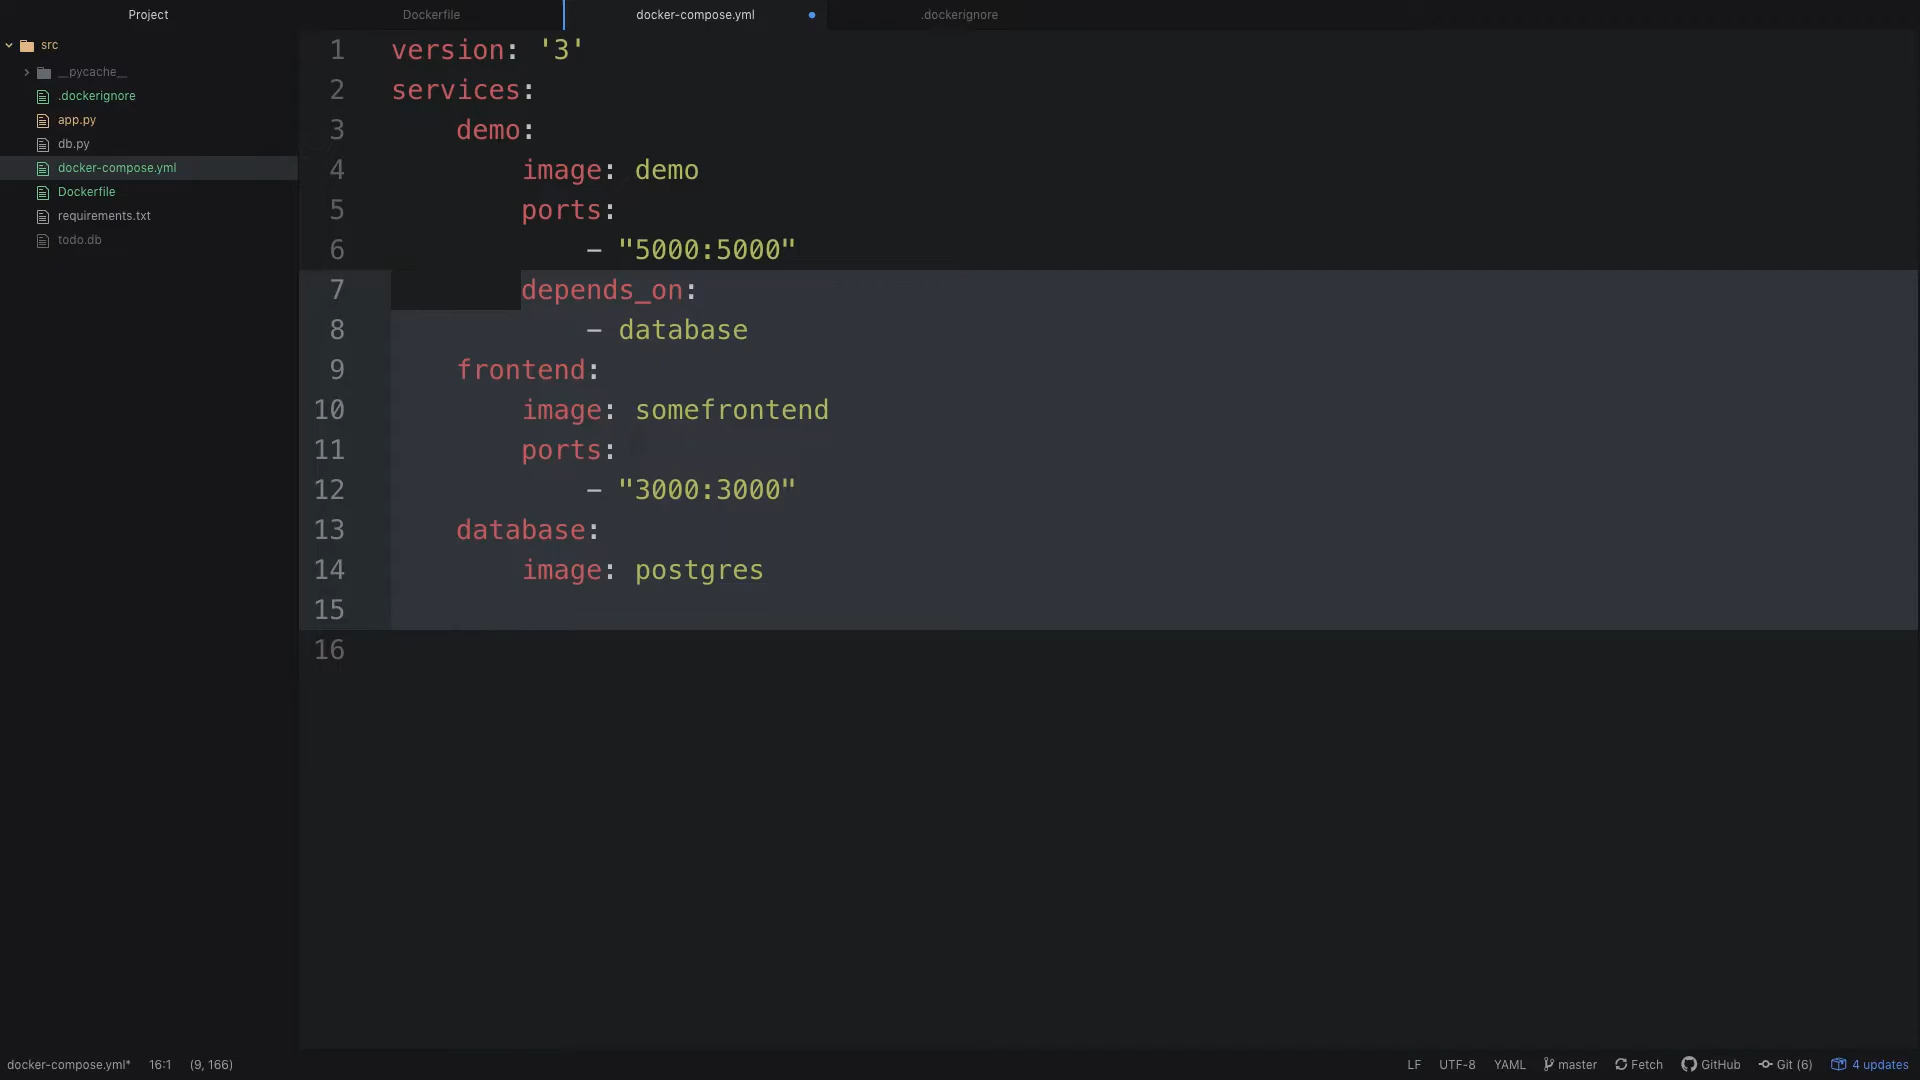 Project
Dockerfile
docker-compose.yml
.dockerignore
src
__pycache__
.dockerignore
app.py
db.py
docker-compose.yml
Dockerfile
requirements.txt
todo.db
1 version: '3'
2 services:
3 demo:
4 image: demo
5 ports:
6 - "5000:5000"
7 depends_on:
8 - database
9 frontend:
10 image: somefrontend
11 ports:
12 - "3000:3000"
13 database:
14 image: postgres
15
16
docker-compose.yml* 16:1 (9, 166) LF UTF-8 YAML master Fetch GitHub Git (6) 4 updates